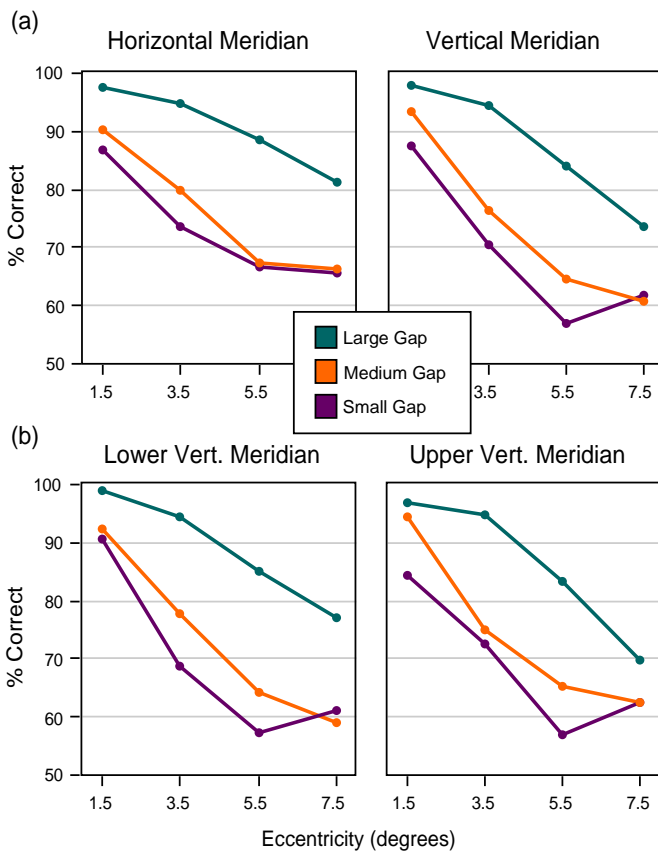 (a)
Horizontal Meridian
Vertical Meridian
% Correct
100
90
80
70
60
50
1.5 3.5 5.5
3.5 5.5 7.5
Large Gap
Medium Gap
Small Gap
(b)
Lower Vert. Meridian
Upper Vert. Meridian
% Correct
100
90
80
70
60
50
1.5 3.5 5.5 7.5
1.5 3.5 5.5 7.5
Eccentricity (degrees)